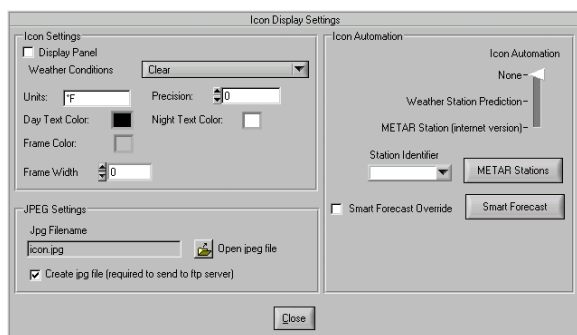 Icon Display Settings
Icon Settings
Display Panel
Weather Conditions Clear
Units: °F Precision: 0
Day Text Color: Night Text Color:
Frame Color:
Frame Width 0
JPEG Settings
Jpg Filename
icon.jpg Open jpeg file
Create jpg file (required to send to ftp server)
Icon Automation
Icon Automation
None-
Weather Station Prediction-
METAR Station (internet version)-
Station Identifier
METAR Stations
Smart Forecast Override Smart Forecast
Close